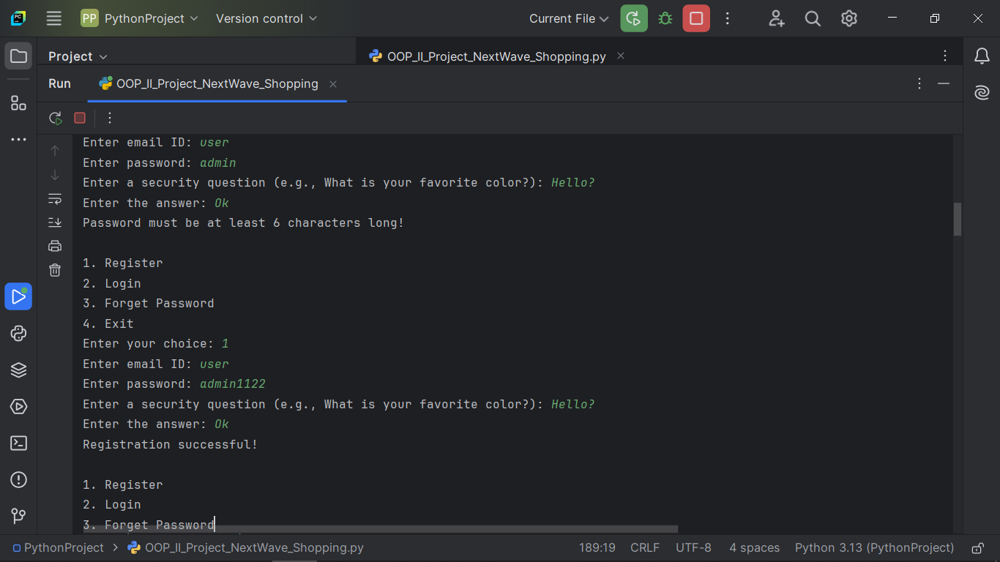 PP PythonProject Version control Current File
Project OOP_II_Project_NextWave_Shopping.py
Run OOP_II_Project_NextWave_Shopping
Enter email ID: user
Enter password: admin
Enter a security question (e.g., What is your favorite color?): Hello?
Enter the answer: Ok
Password must be at least 6 characters long!
1. Register
2. Login
3. Forget Password
4. Exit
Enter your choice: 1
Enter email ID: user
Enter password: admin1122
Enter a security question (e.g., What is your favorite color?): Hello?
Enter the answer: Ok
Registration successful!
1. Register
2. Login
3. Forget Password
PythonProject > OOP_II_Project_NextWave_Shopping.py 189:19 CRLF UTF-8 4 spaces Python 3.13 (PythonProject)